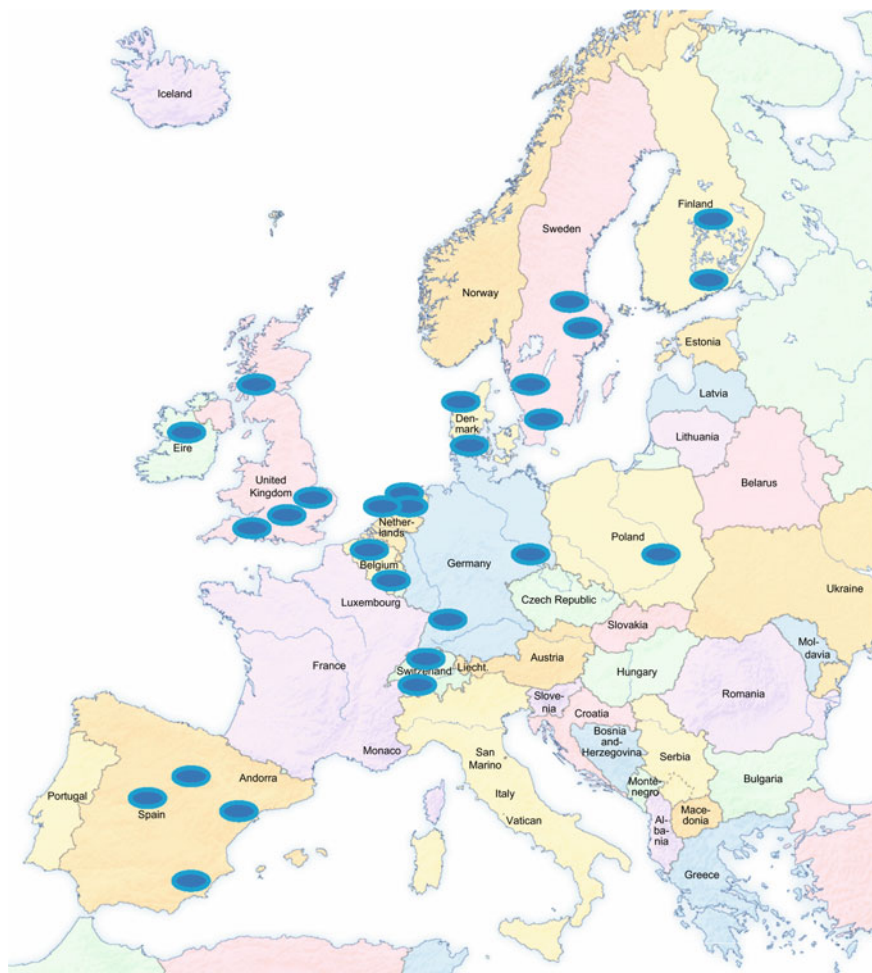 Iceland
Finland
Sweden
Norway
Estonia
Latvia
Den-
mark
Lithuania
Eire
Belarus
United
Kingdom
Nether-
lands
Poland
Germany
Belgium
Ukraine
Czech Republic
Luxembourg
Slovakia
Mol-
davia
Austria
France
Switzerland
Liecht.
Hungary
Romania
Slove-
nia
Croatia
Bosnia
and-
Herzegovina
Monaco
San
Marino
Serbia
Andorra
Monte-
negro
Bulgaria
Portugal
Italy
Spain
Vatican
Mace-
donia
Al-
ba-
nia
Greece